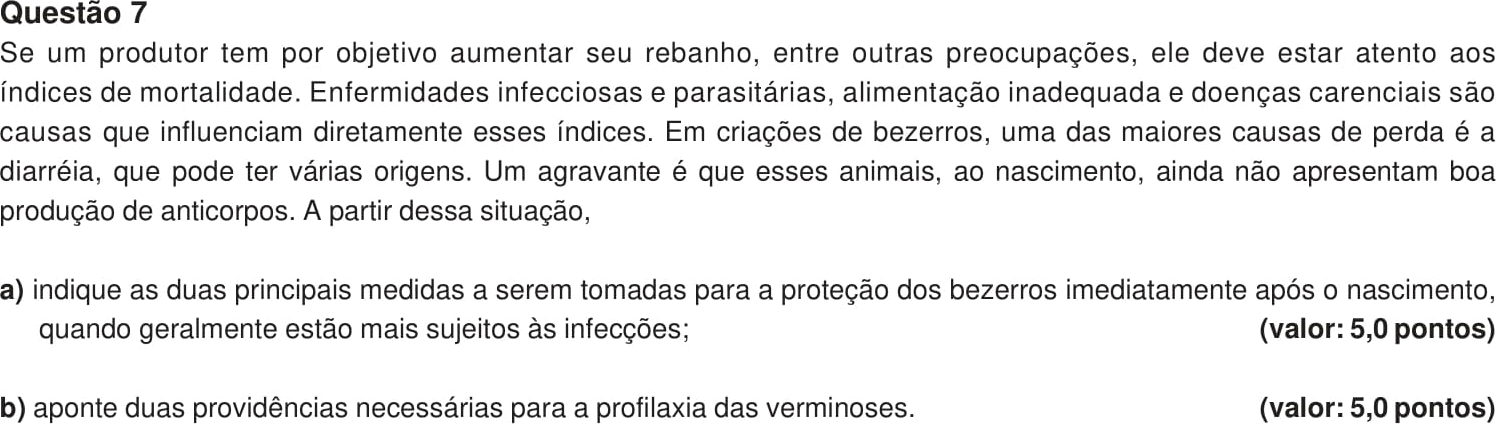 Questão 7
Se um produtor tem por objetivo aumentar seu rebanho, entre outras preocupações, ele deve estar atento aos
índices de mortalidade. Enfermidades infecciosas e parasitárias, alimentação inadequada e doenças carenciais são
causas que influenciam diretamente esses índices. Em criações de bezerros, uma das maiores causas de perda é a
diarréia, que pode ter várias origens. Um agravante é que esses animais, ao nascimento, ainda não apresentam boa
produção de anticorpos. A partir dessa situação,
a) indique as duas principais medidas a serem tomadas para a proteção dos bezerros imediatamente após o nascimento,
quando geralmente estão mais sujeitos às infecções; (valor: 5,0 pontos)
b) aponte duas providências necessárias para a profilaxia das verminoses. (valor: 5,0 pontos)